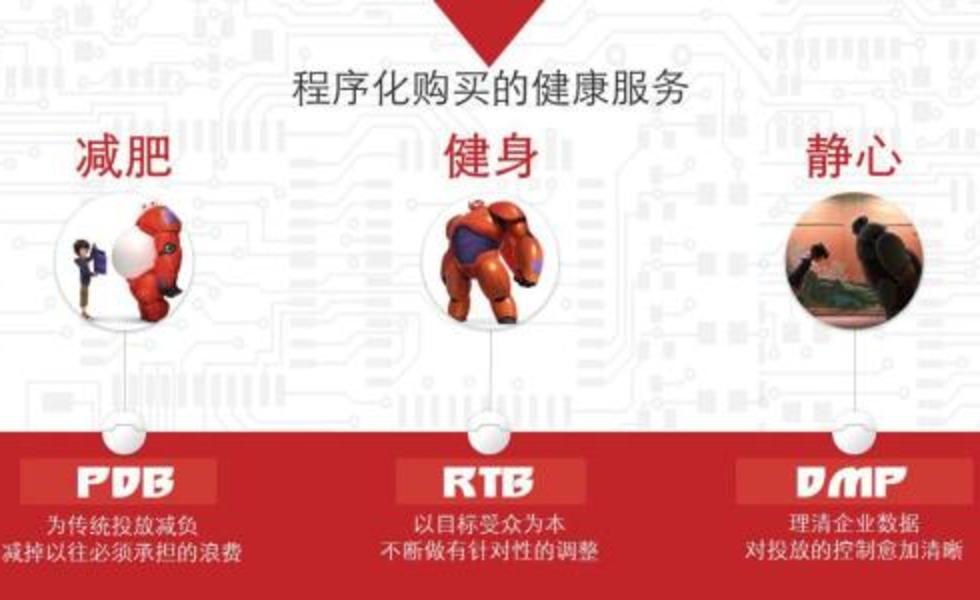 程序化购买的健康服务
减肥
健身
静心
PDB
RTB
DMP
为传统投放减负
减掉以往必须承担的浪费
以目标受众为本
不断做有针对性的调整
理清企业数据
对投放的控制愈加清晰